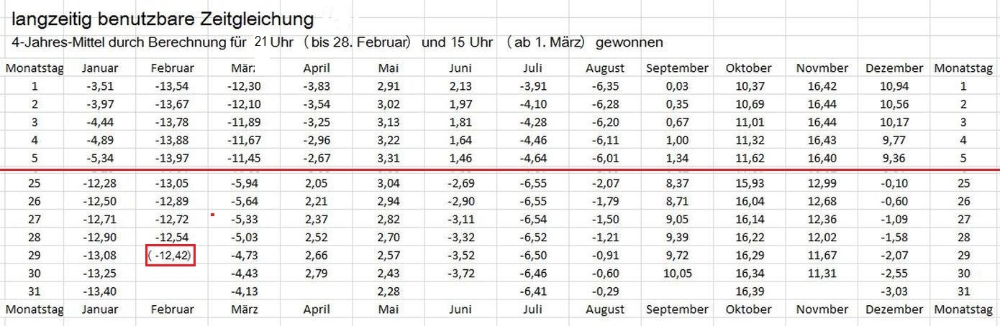 langzeitig benutzbare Zeitgleichung
4-Jahres-Mittel durch Berechnung für 21 Uhr (bis 28. Februar) und 15 Uhr (ab 1. März) gewonnen
Monatstag Januar Februar März April Mai Juni Juli August September Oktober Novmber Dezember Monatstag
1 -3,51 -13,54 -12,30 -3,83 2,91 2,13 -3,91 -6,35 0,03 10,37 16,42 10,94 1
2 -3,97 -13,67 -12,10 -3,54 3,02 1,97 -4,10 -6,28 0,35 10,69 16,44 10,56 2
3 -4,44 -13,78 -11,89 -3,25 3,13 1,81 -4,28 -6,20 0,67 11,01 16,44 10,17 3
4 -4,89 -13,88 -11,67 -2,96 3,22 1,64 -4,46 -6,11 1,00 11,32 16,43 9,77 4
5 -5,34 -13,97 -11,45 -2,67 3,31 1,46 -4,64 -6,01 1,34 11,62 16,40 9,36 5
25 -12,28 -13,05 -5,94 2,05 3,04 -2,69 -6,55 -2,07 8,37 15,93 12,99 -0,10 25
26 -12,50 -12,89 -5,64 2,21 2,94 -2,90 -6,55 -1,79 8,71 16,04 12,68 -0,60 26
27 -12,71 -12,72 -5,33 2,37 2,82 -3,11 -6,54 -1,50 9,05 16,14 12,36 -1,09 27
28 -12,90 -12,54 -5,03 2,52 2,70 -3,32 -6,52 -1,21 9,39 16,22 12,02 -1,58 28
29 -13,08 (-12,42) -4,73 2,66 2,57 -3,52 -6,50 -0,91 9,72 16,29 11,67 -2,07 29
30 -13,25 -4,43 2,79 2,43 -3,72 -6,46 -0,60 10,05 16,34 11,31 -2,55 30
31 -13,40 -4,13 2,28 -6,41 -0,29 16,39 -3,03 31
Monatstag Januar Februar März April Mai Juni Juli August September Oktober Novmber Dezember Monatstag